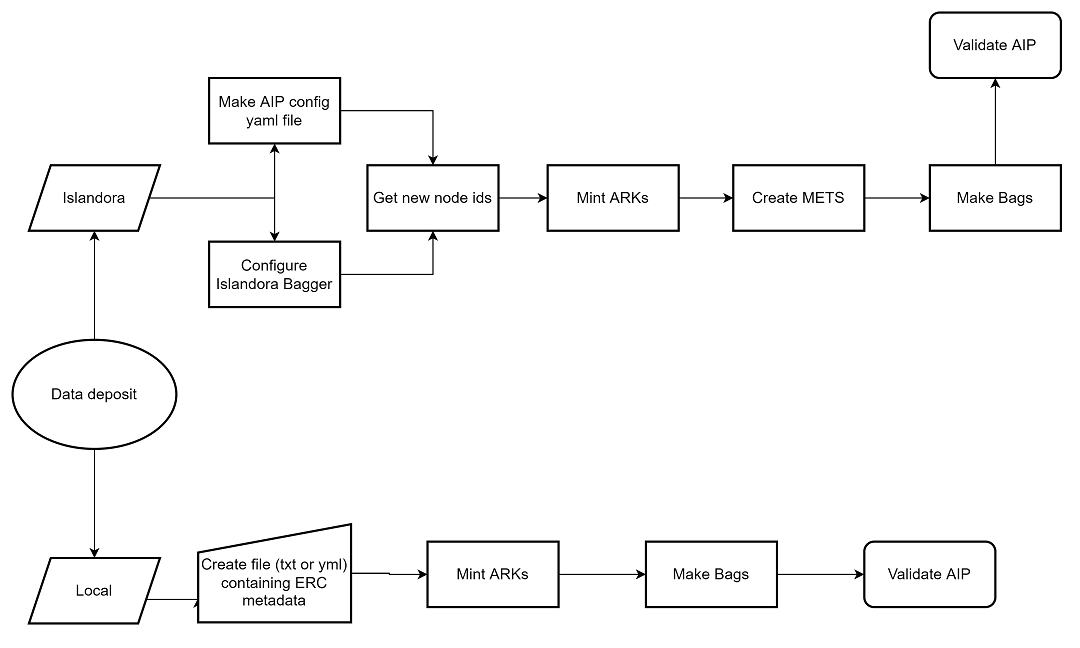 Validate AIP
Make AIP config
yaml file
Islandora
Get new node ids
Mint ARKs
Create METS
Make Bags
Configure
Islandora Bagger
Data deposit
Local
Create file (txt or yml)
containing ERC
metadata
Mint ARKs
Make Bags
Validate AIP